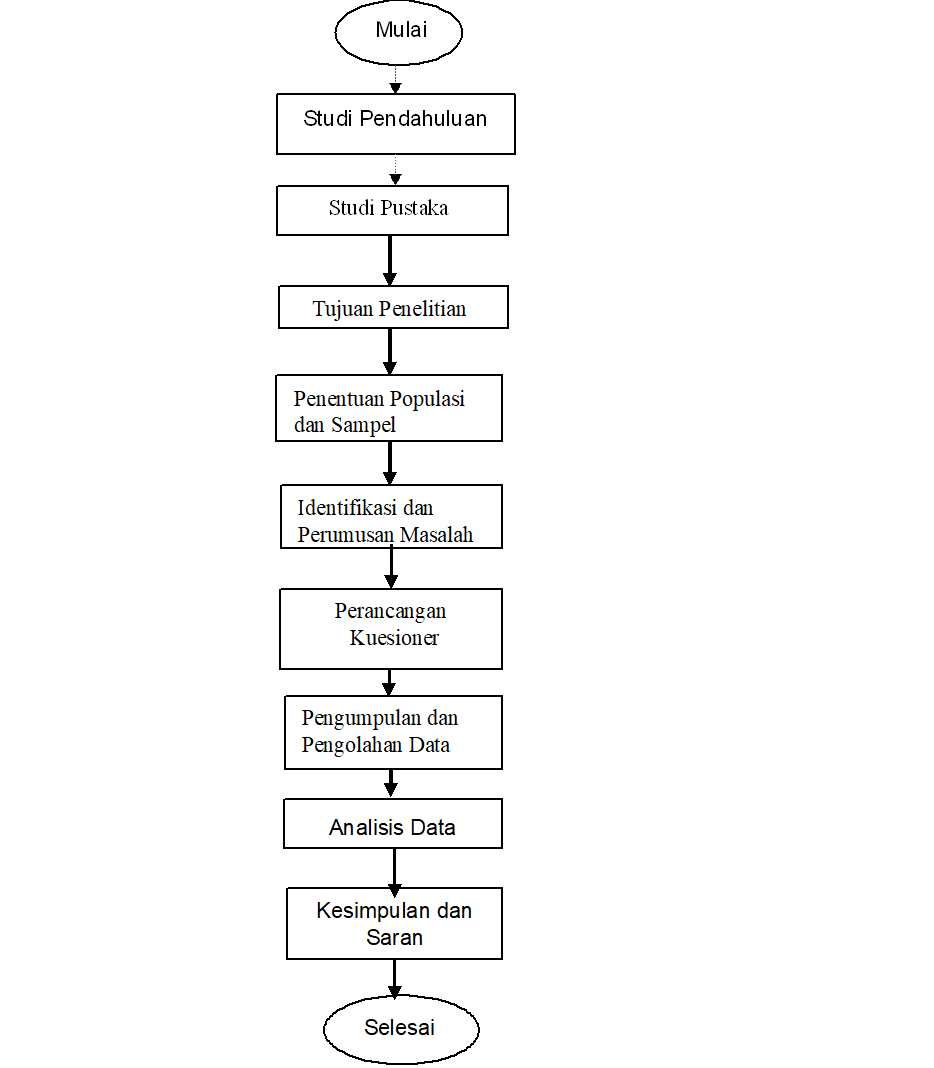 Mulai
Studi Pendahuluan
Studi Pustaka
Tujuan Penelitian
Penentuan Populasi
dan Sampel
Identifikasi dan
Perumusan Masalah
Perancangan
Kuesioner
Pengumpulan dan
Pengolahan Data
Analisis Data
Kesimpulan dan
Saran
Selesai